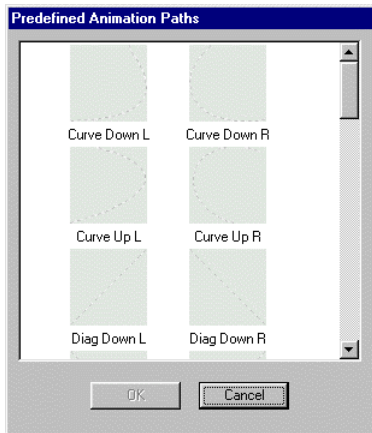 Predefined Animation Paths
Curve Down L Curve Down R
Curve Up L Curve Up R
Diag Down L Diag Down R
OK Cancel